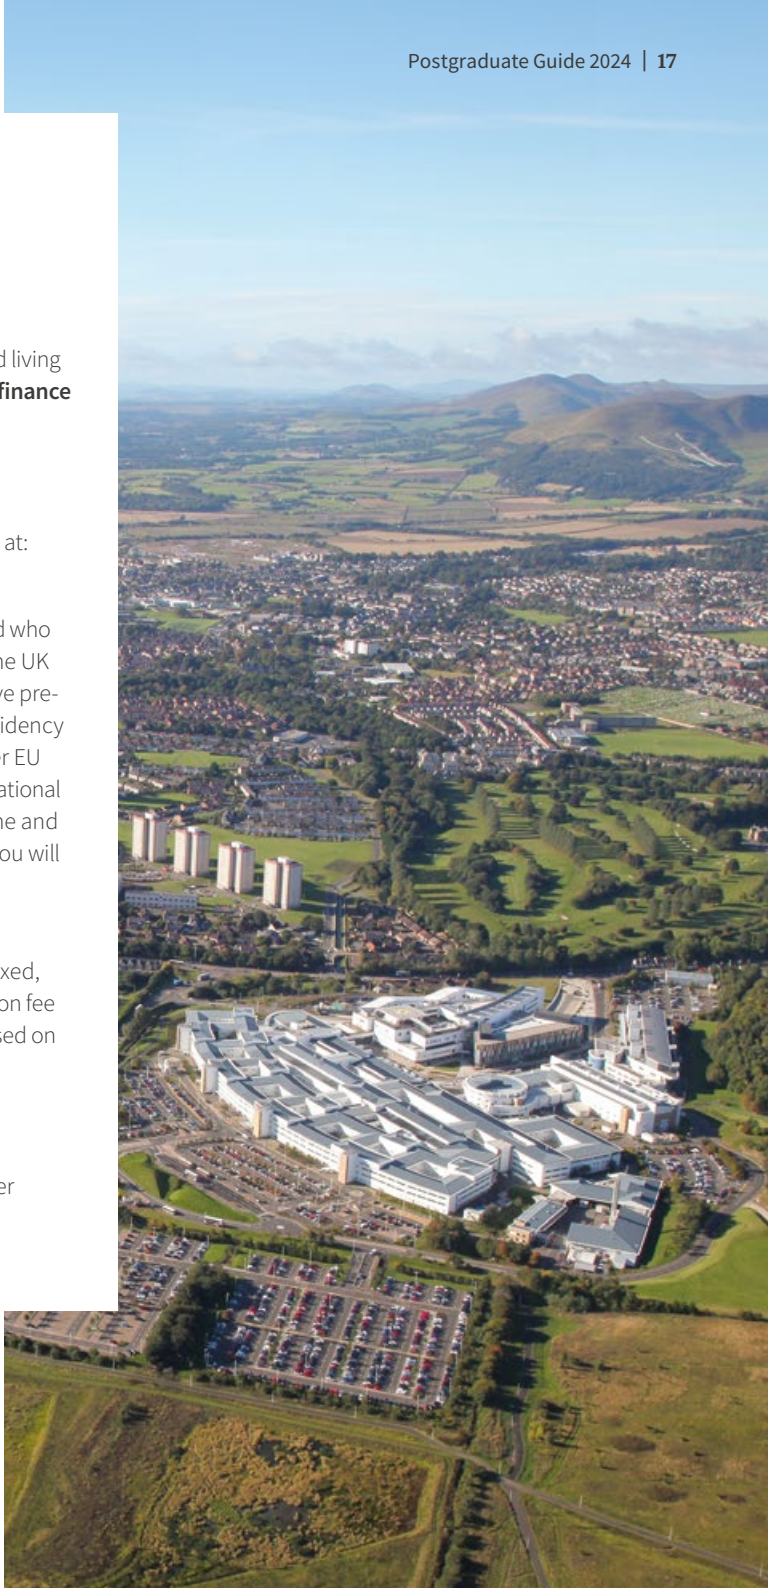 Postgraduate Guide 2024 | 17
d living
finance
at:
d who
he UK
ve pre-
idency
er EU
ational
ne and
ou will
xed,
on fee
sed on
er